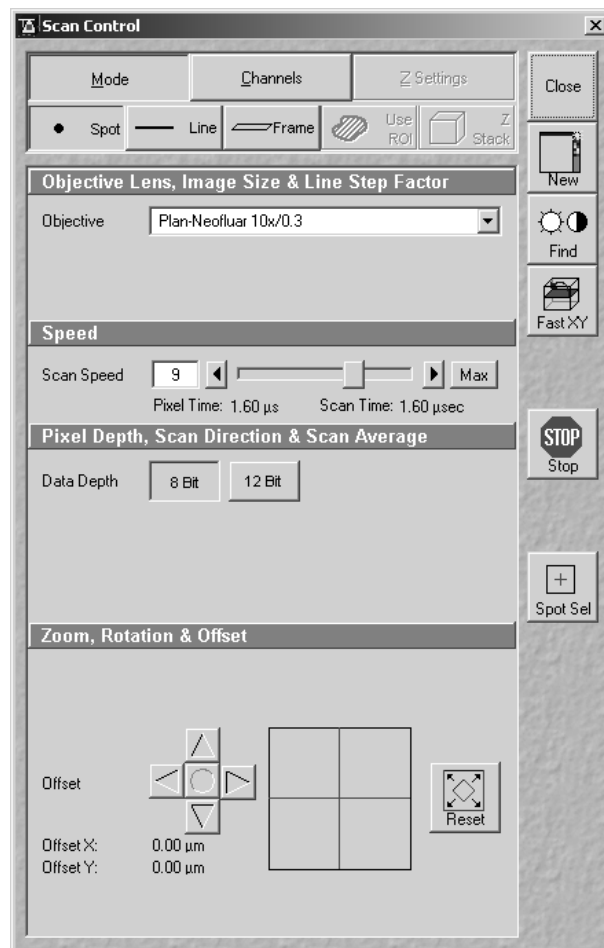 Scan Control
Mode Channels Z Settings
Close
Spot Line Frame Use ROI Z Stack
New
Objective Lens, Image Size & Line Step Factor
Objective Plan-Neofluar 10x/0.3
Find
Fast XY
Speed
Scan Speed 9 Max
Pixel Time: 1.60 µs Scan Time: 1.60 µsec
Pixel Depth, Scan Direction & Scan Average
STOP
Stop
Data Depth 8 Bit 12 Bit
Spot Sel
Zoom, Rotation & Offset
Offset
Reset
Offset X: 0.00 µm
Offset Y: 0.00 µm